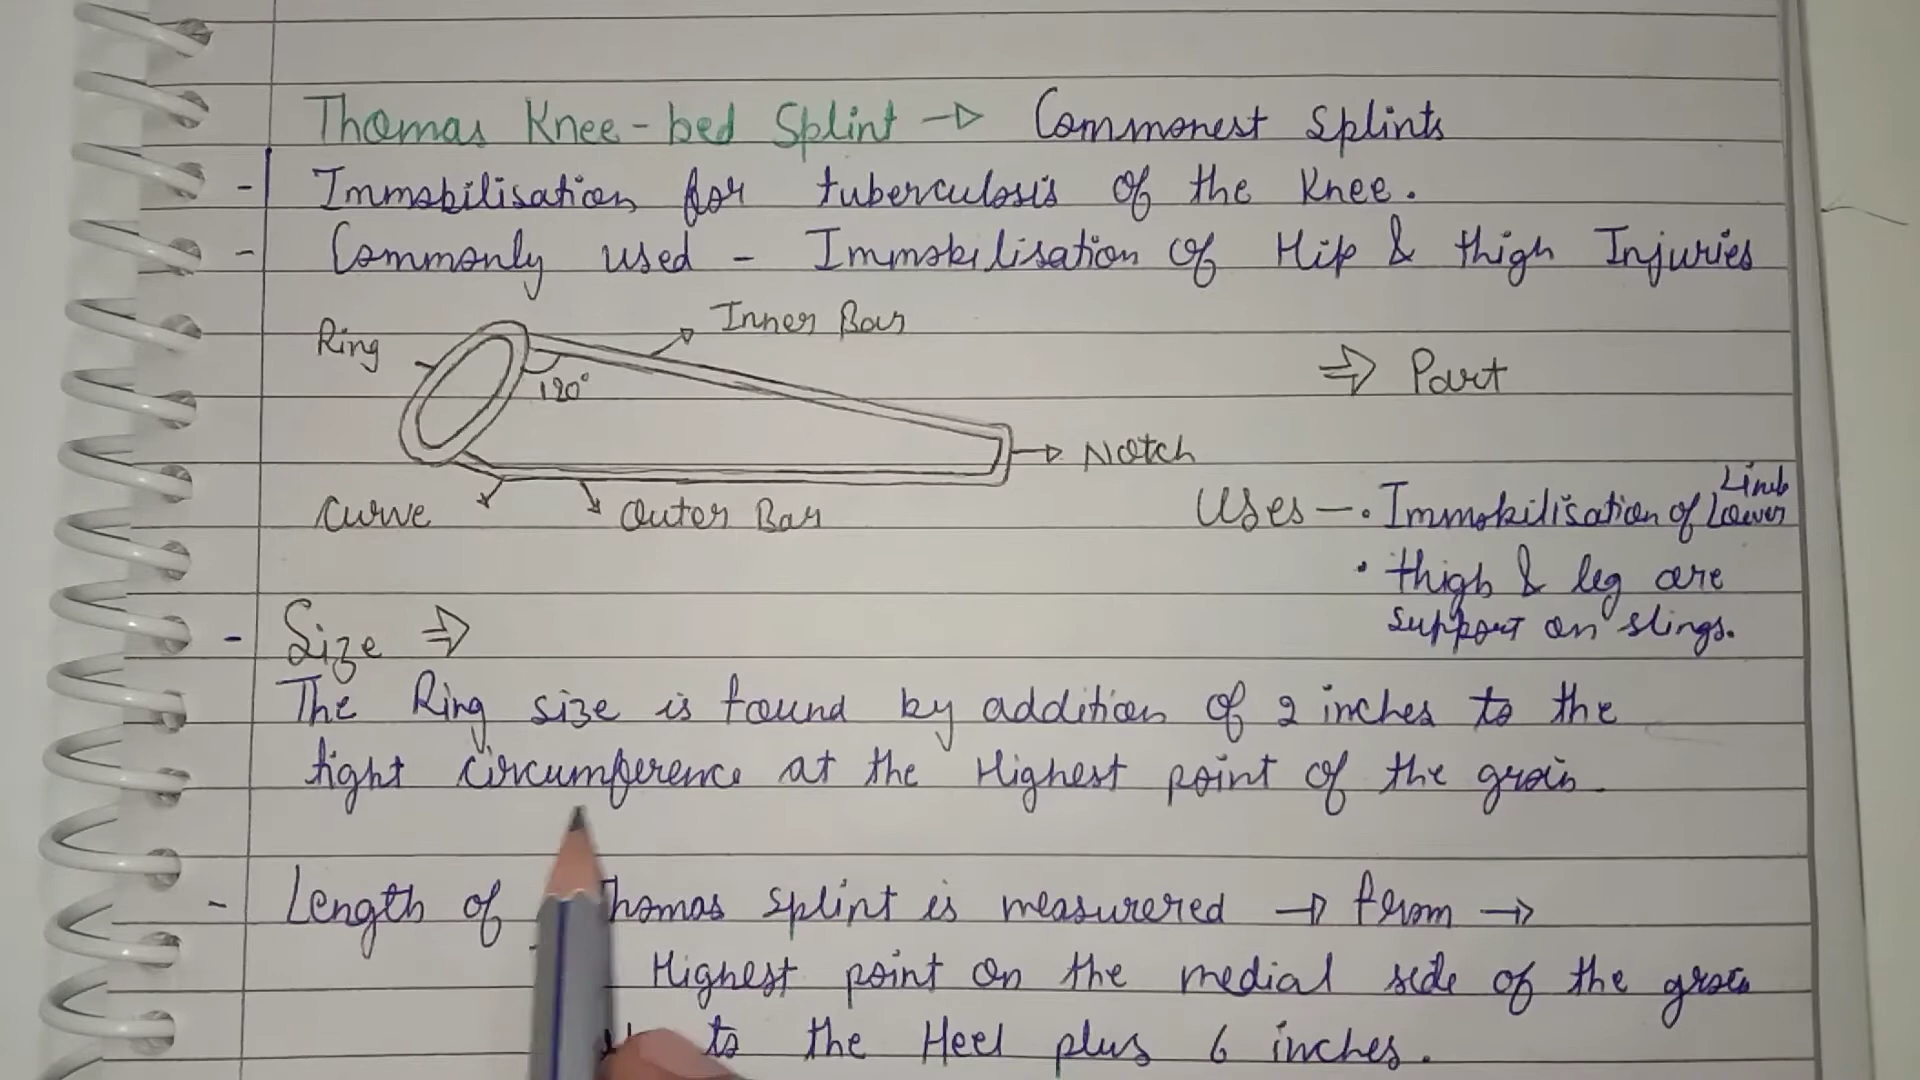 Thomas Knee-bed Splint → Commonest Splints
- Immobilisation for tuberculosis of the Knee.
- Commonly used - Immobilisation of Hip & thigh Injuries
Ring
Inner Bar
120°
⇒ Part
→ Notch
Curve
Outer Bar
Uses - • Immobilisation of Lower Limb
• thigh & leg are
support on slings.
- Size ⇒
The Ring size is found by addition of 2 inches to the
tight circumference at the Highest point of the groin.
- Length of Thomas splint is measurered → from →
Highest point on the medial side of the groin
to the Heel plus 6 inches.